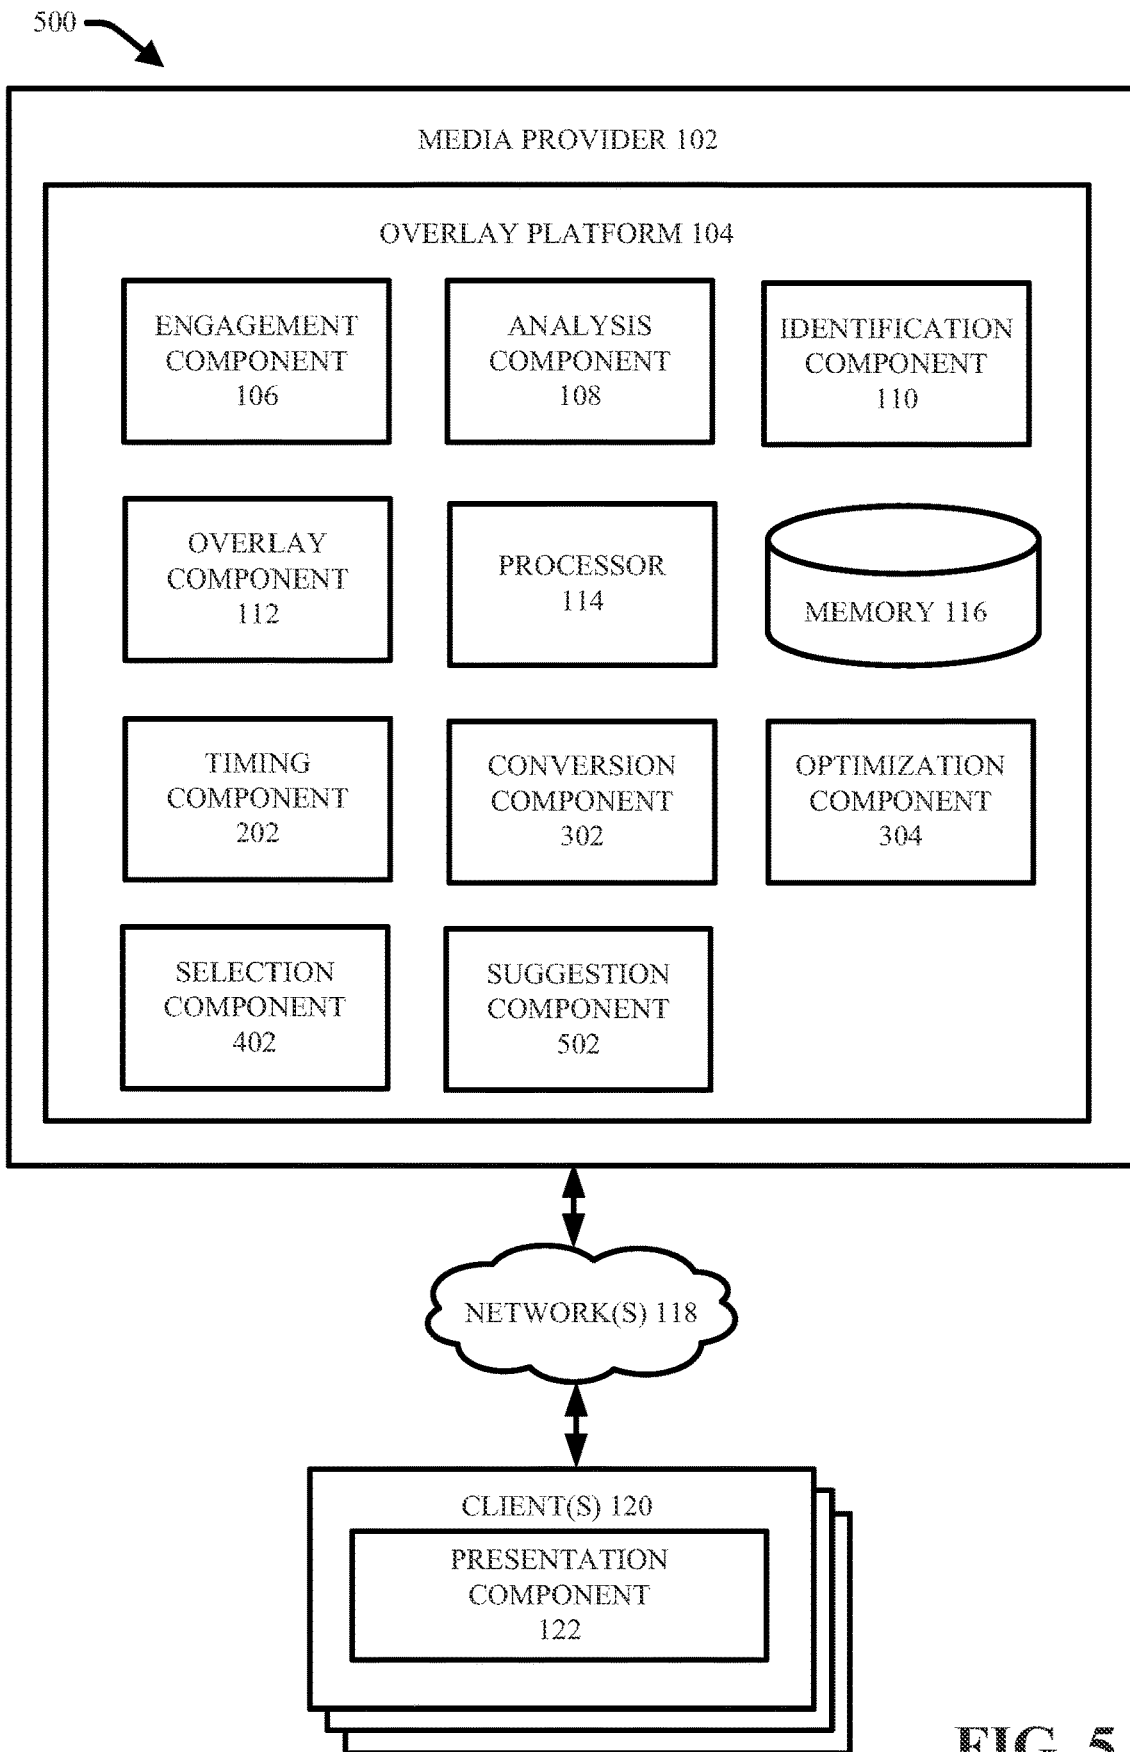 500
MEDIA PROVIDER 102
OVERLAY PLATFORM 104
ENGAGEMENT
COMPONENT
106
ANALYSIS
COMPONENT
108
IDENTIFICATION
COMPONENT
110
OVERLAY
COMPONENT
112
PROCESSOR
114
MEMORY 116
TIMING
COMPONENT
202
CONVERSION
COMPONENT
302
OPTIMIZATION
COMPONENT
304
SELECTION
COMPONENT
402
SUGGESTION
COMPONENT
502
NETWORK(S) 118
CLIENT(S) 120
PRESENTATION
COMPONENT
122
FIG. 5